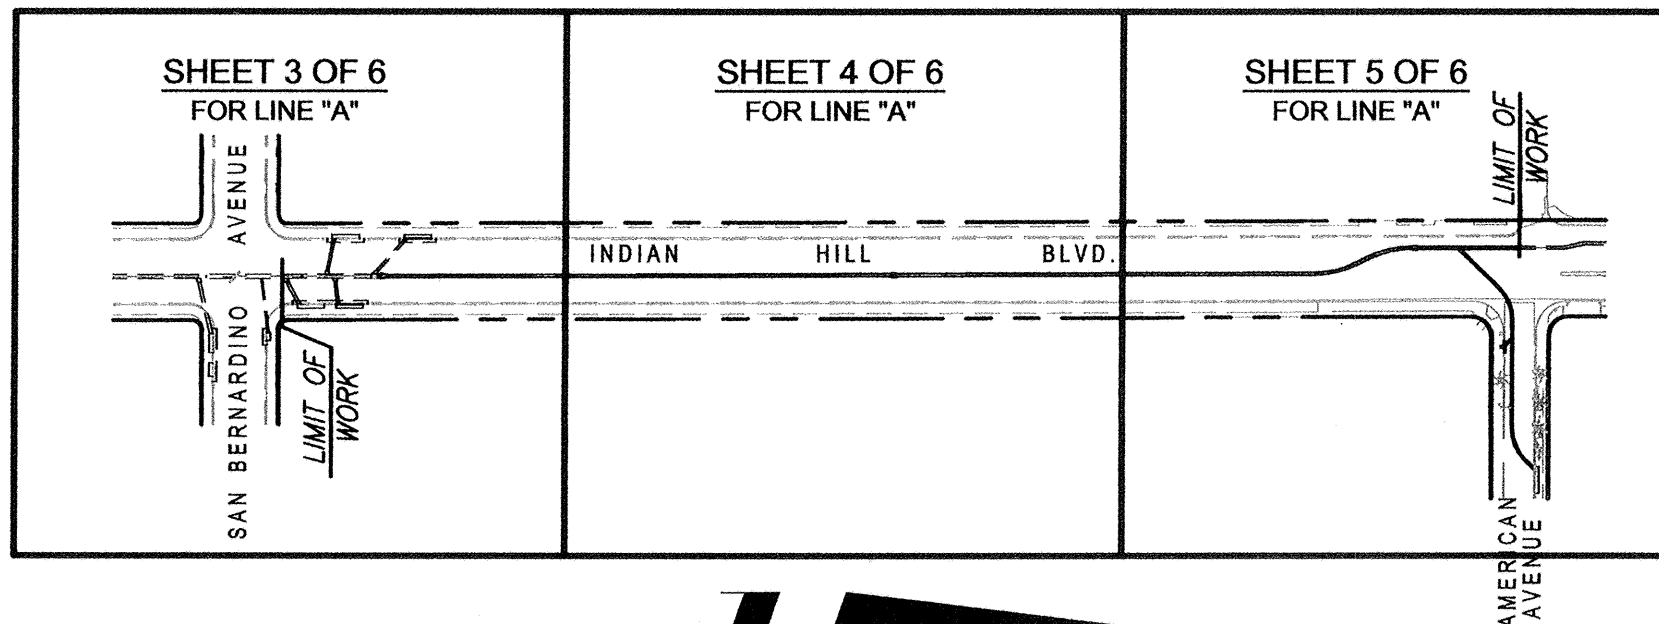 SHEET 3 OF 6
FOR LINE "A"
SHEET 4 OF 6
FOR LINE "A"
SHEET 5 OF 6
FOR LINE "A"
LIMIT OF
WORK
SAN BERNARDINO AVENUE
INDIAN HILL BLVD.
LIMIT OF
WORK
AMERICAN
AVENUE